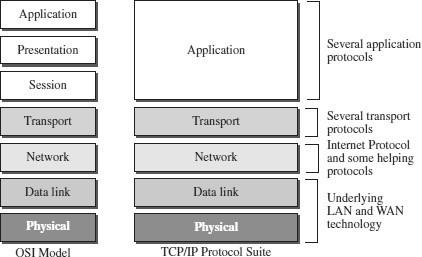 Application
Presentation
Session
Transport
Network
Data link
Physical
OSI Model
Application
Transport
Network
Data link
Physical
TCP/IP Protocol Suite
Several application
protocols
Several transport
protocols
Internet Protocol
and some helping
protocols
Underlying
LAN and WAN
technology